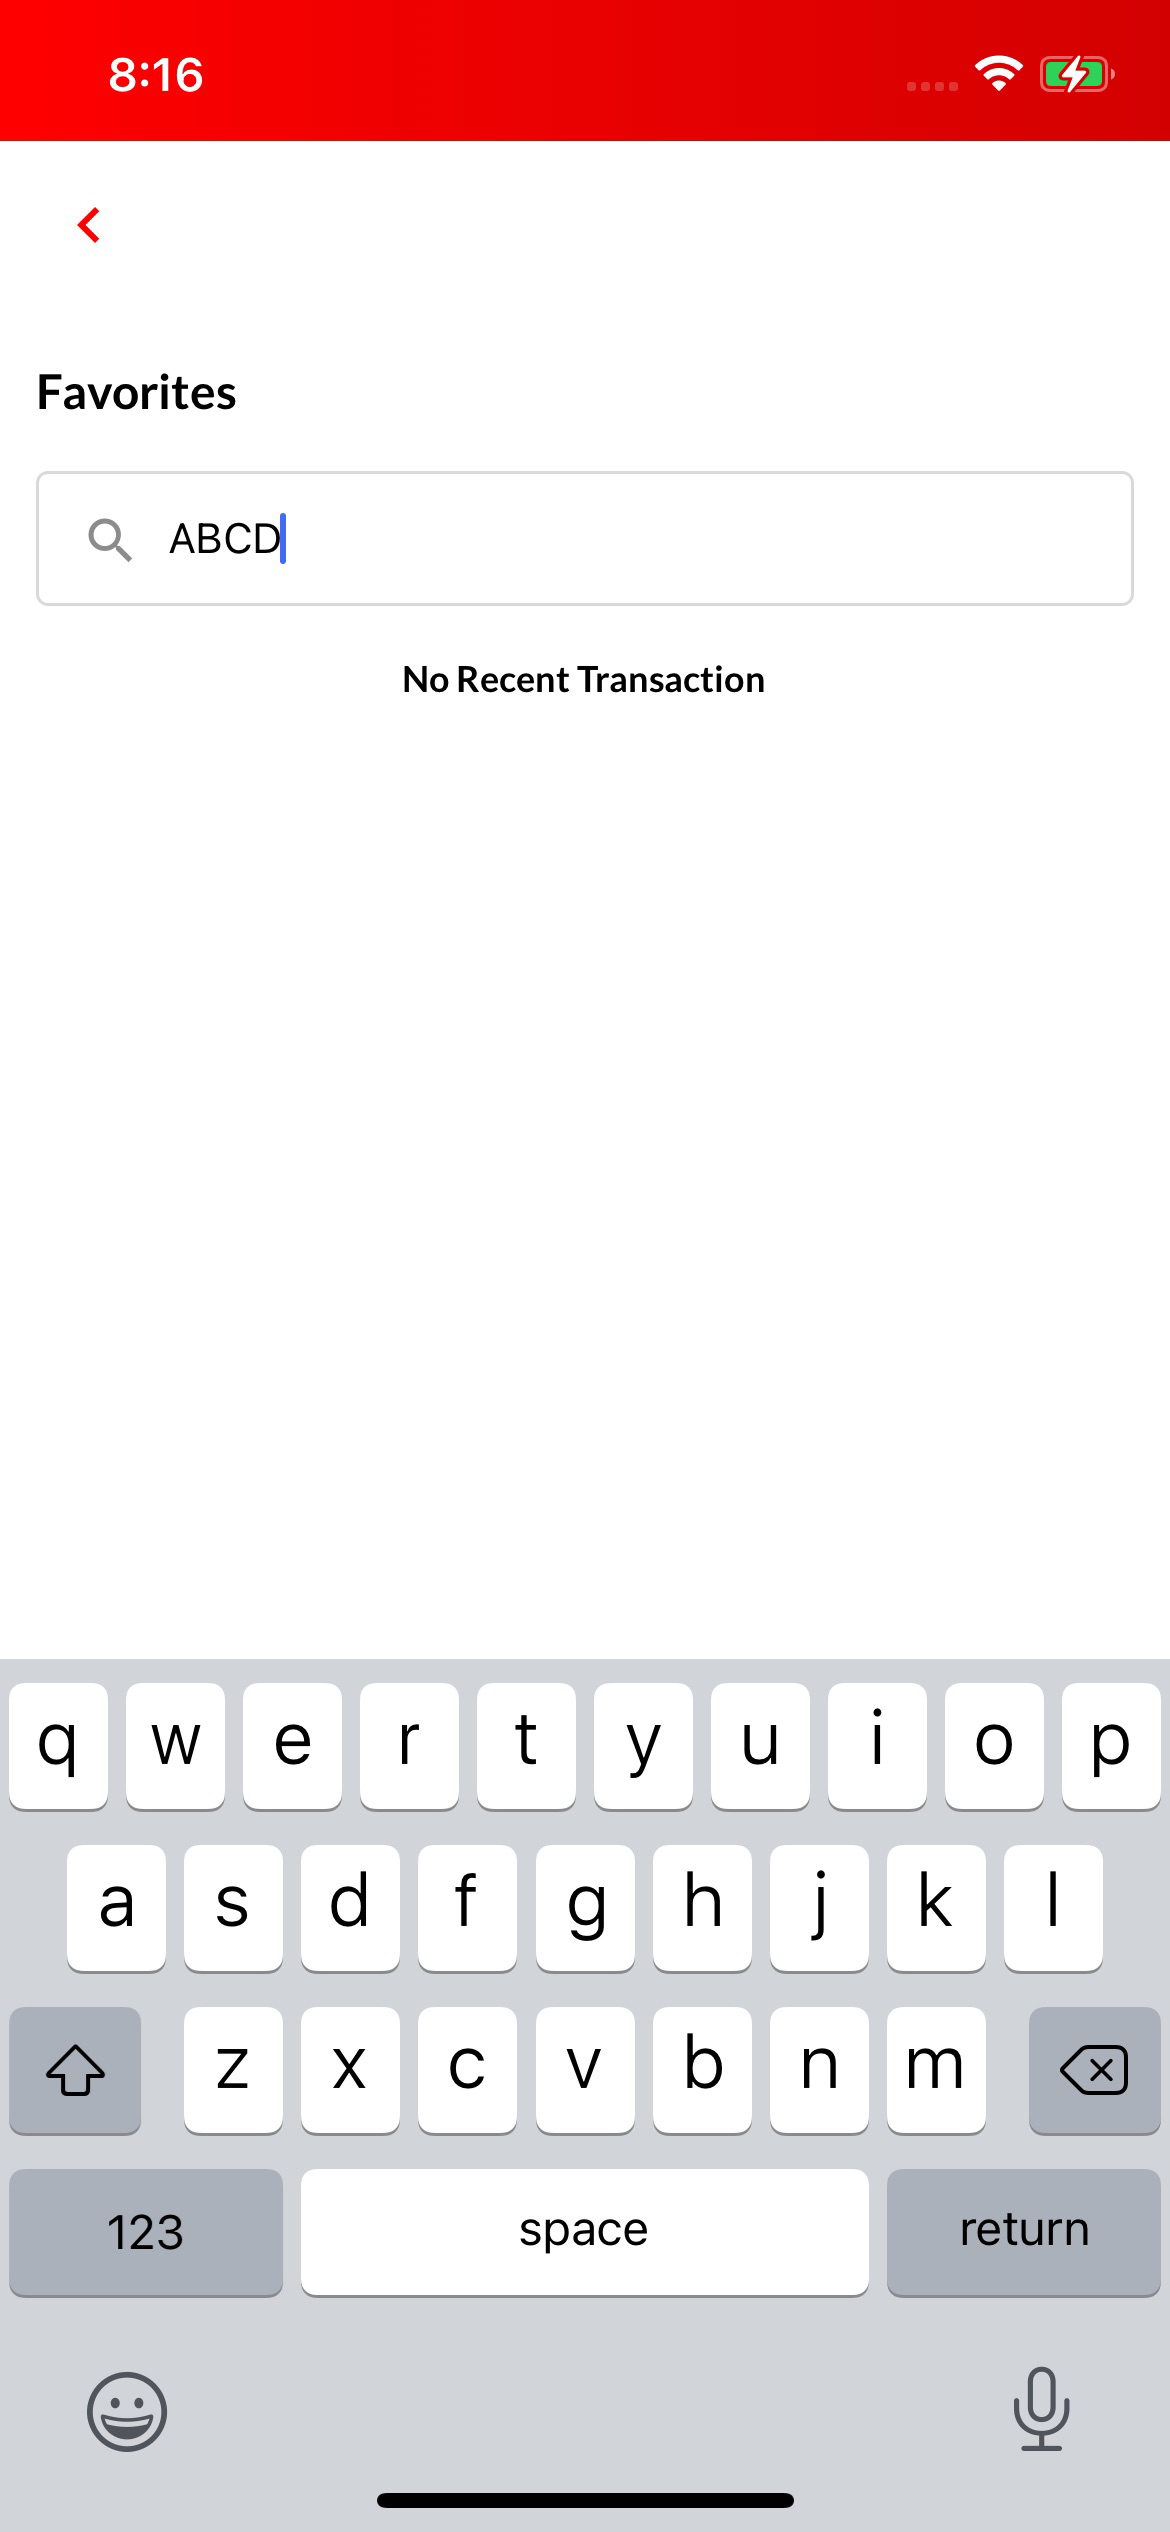 8:16
Favorites
ABCD
No Recent Transaction
q w e r t y u i o p
a s d f g h j k l
z x c v b n m
123 space return